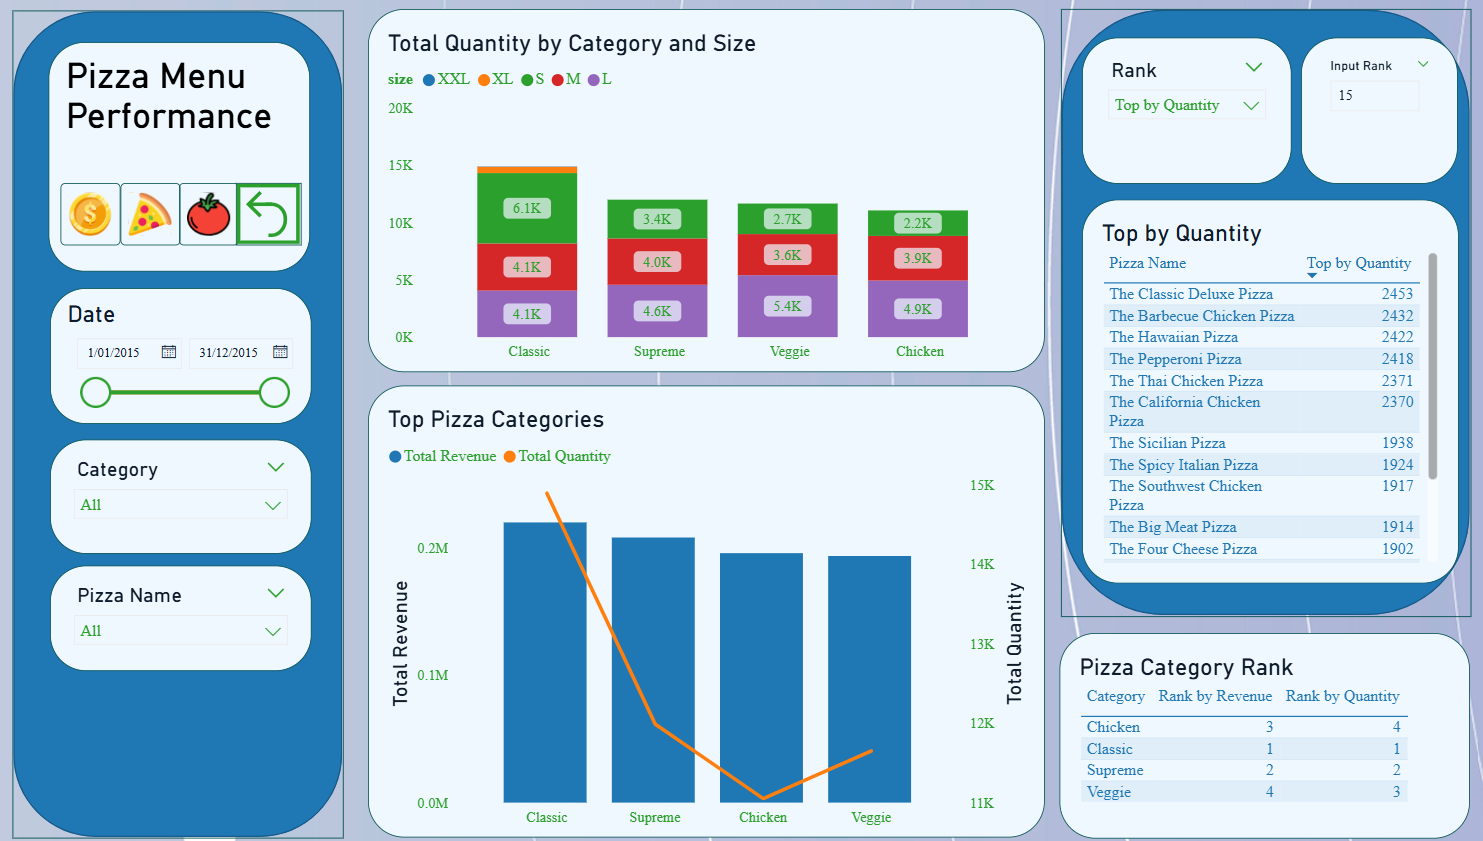 Pizza Menu
Performance
Date
1/01/2015
31/12/2015
Category
All
Pizza Name
All
Total Quantity by Category and Size
size XXL XL S M L
20K
15K
10K
5K
0K
6.1K
4.1K
4.1K
3.4K
4.0K
4.6K
2.7K
3.6K
5.4K
2.2K
3.9K
4.9K
Classic Supreme Veggie Chicken
Top Pizza Categories
Total Revenue Total Quantity
Total Revenue
0.2M
0.1M
0.0M
15K
14K
13K
12K
11K
Total Quantity
Classic Supreme Chicken Veggie
Rank
Top by Quantity
Input Rank
15
Top by Quantity
Pizza Name Top by Quantity
The Classic Deluxe Pizza 2453
The Barbecue Chicken Pizza 2432
The Hawaiian Pizza 2422
The Pepperoni Pizza 2418
The Thai Chicken Pizza 2371
The California Chicken 2370
Pizza
The Sicilian Pizza 1938
The Spicy Italian Pizza 1924
The Southwest Chicken 1917
Pizza
The Big Meat Pizza 1914
The Four Cheese Pizza 1902
Pizza Category Rank
Category Rank by Revenue Rank by Quantity
Chicken 3 4
Classic 1 1
Supreme 2 2
Veggie 4 3